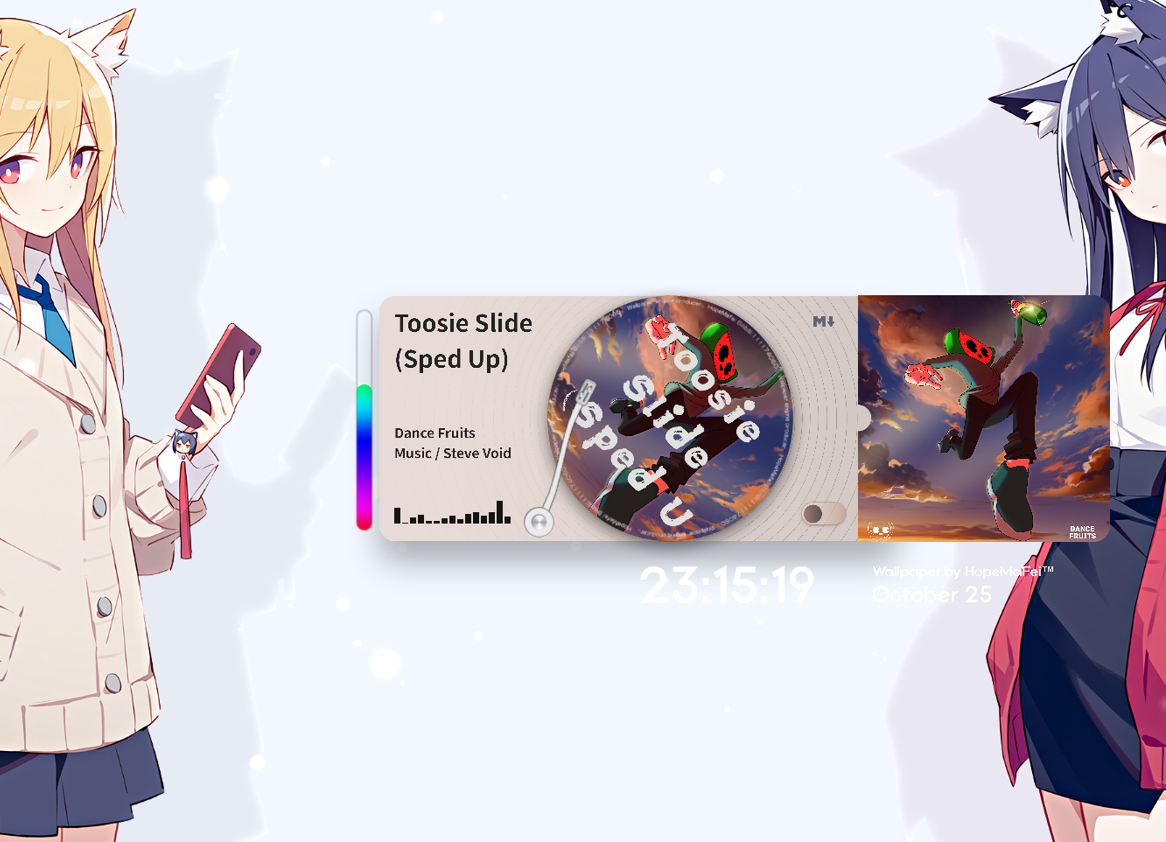 Toosie Slide
(Sped Up)
Dance Fruits
Music / Steve Void
Toosie
Slide
Sped U
M
DANCE
FRUITS
23:15:19
Wallpaper by HopeMaFei™
October 25